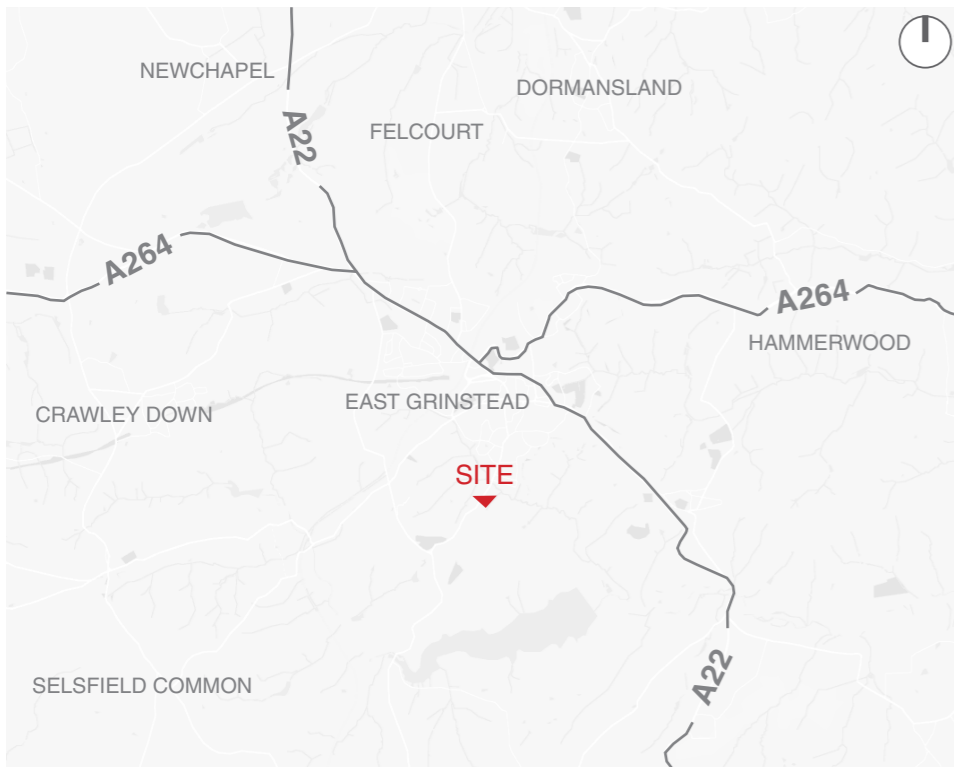 NEWCHAPEL
DORMANSLAND
A22
FELCOURT
A264
A264
HAMMERWOOD
CRAWLEY DOWN
EAST GRINSTEAD
SITE
A22
SELSFIELD COMMON